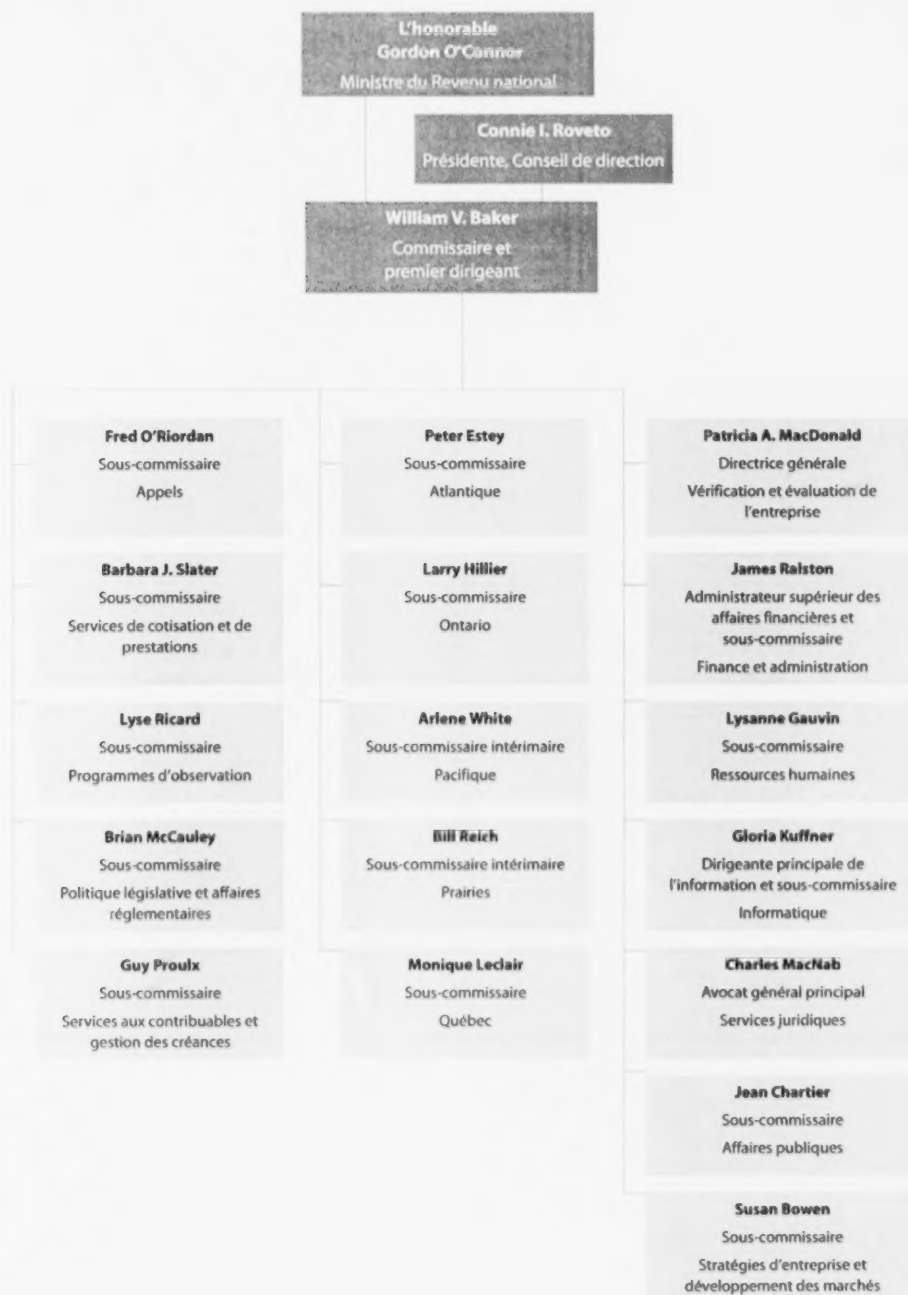 L'honorable
Gordon O'Connor
Ministre du Revenu national
Connie I. Roveto
Présidente, Conseil de direction
William V. Baker
Commissaire et
premier dirigeant
Fred O'Riordan
Sous-commissaire
Appels
Barbara J. Slater
Sous-commissaire
Services de cotisation et de
prestations
Lyse Ricard
Sous-commissaire
Programmes d'observation
Brian McCauley
Sous-commissaire
Politique législative et affaires
réglementaires
Guy Proulx
Sous-commissaire
Services aux contribuables et
gestion des créances
Peter Estey
Sous-commissaire
Atlantique
Larry Hillier
Sous-commissaire
Ontario
Arlene White
Sous-commissaire intérimaire
Pacifique
Bill Reich
Sous-commissaire intérimaire
Prairies
Monique Leclair
Sous-commissaire
Québec
Patricia A. MacDonald
Directrice générale
Vérification et évaluation de
l'entreprise
James Ralston
Administrateur supérieur des
affaires financières et
sous-commissaire
Finance et administration
Lysanne Gauvin
Sous-commissaire
Ressources humaines
Gloria Kuffner
Dirigeante principale de
l'information et sous-commissaire
Informatique
Charles MacNab
Avocat général principal
Services juridiques
Jean Chartier
Sous-commissaire
Affaires publiques
Susan Bowen
Sous-commissaire
Stratégies d'entreprise et
développement des marchés